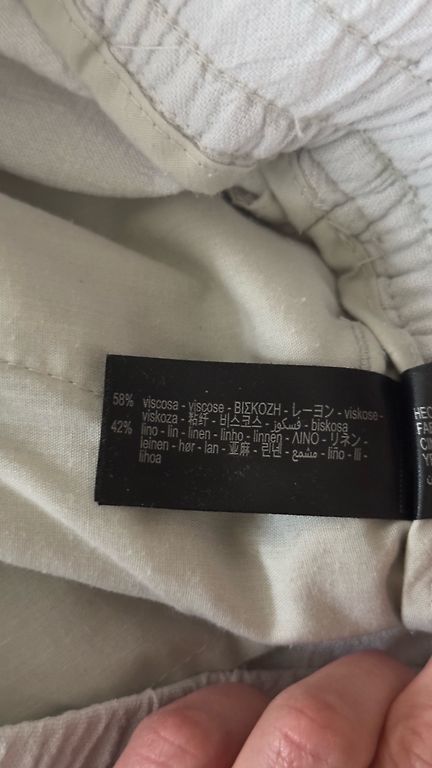 58% viscosa - viscose - ΒΙΣΚΟΖΗ - レーヨン - viskose -
viskoza - 粘纤 - 비스코스 - فسكوز - biskosa
42% lino - lin - linen - linho - linnen - ΛΙΝΟ - リネン -
leinen - hør - lan - 亚麻 - 린넨 - مشمع - liño - lli -
lihoa
HEC
FAB